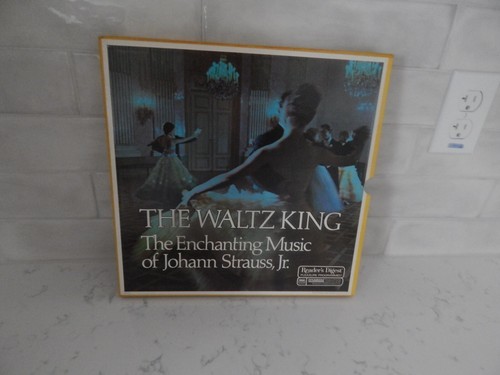 THE WALTZ KING
The Enchanting Music
of Johann Strauss, Jr.
Reader's Digest